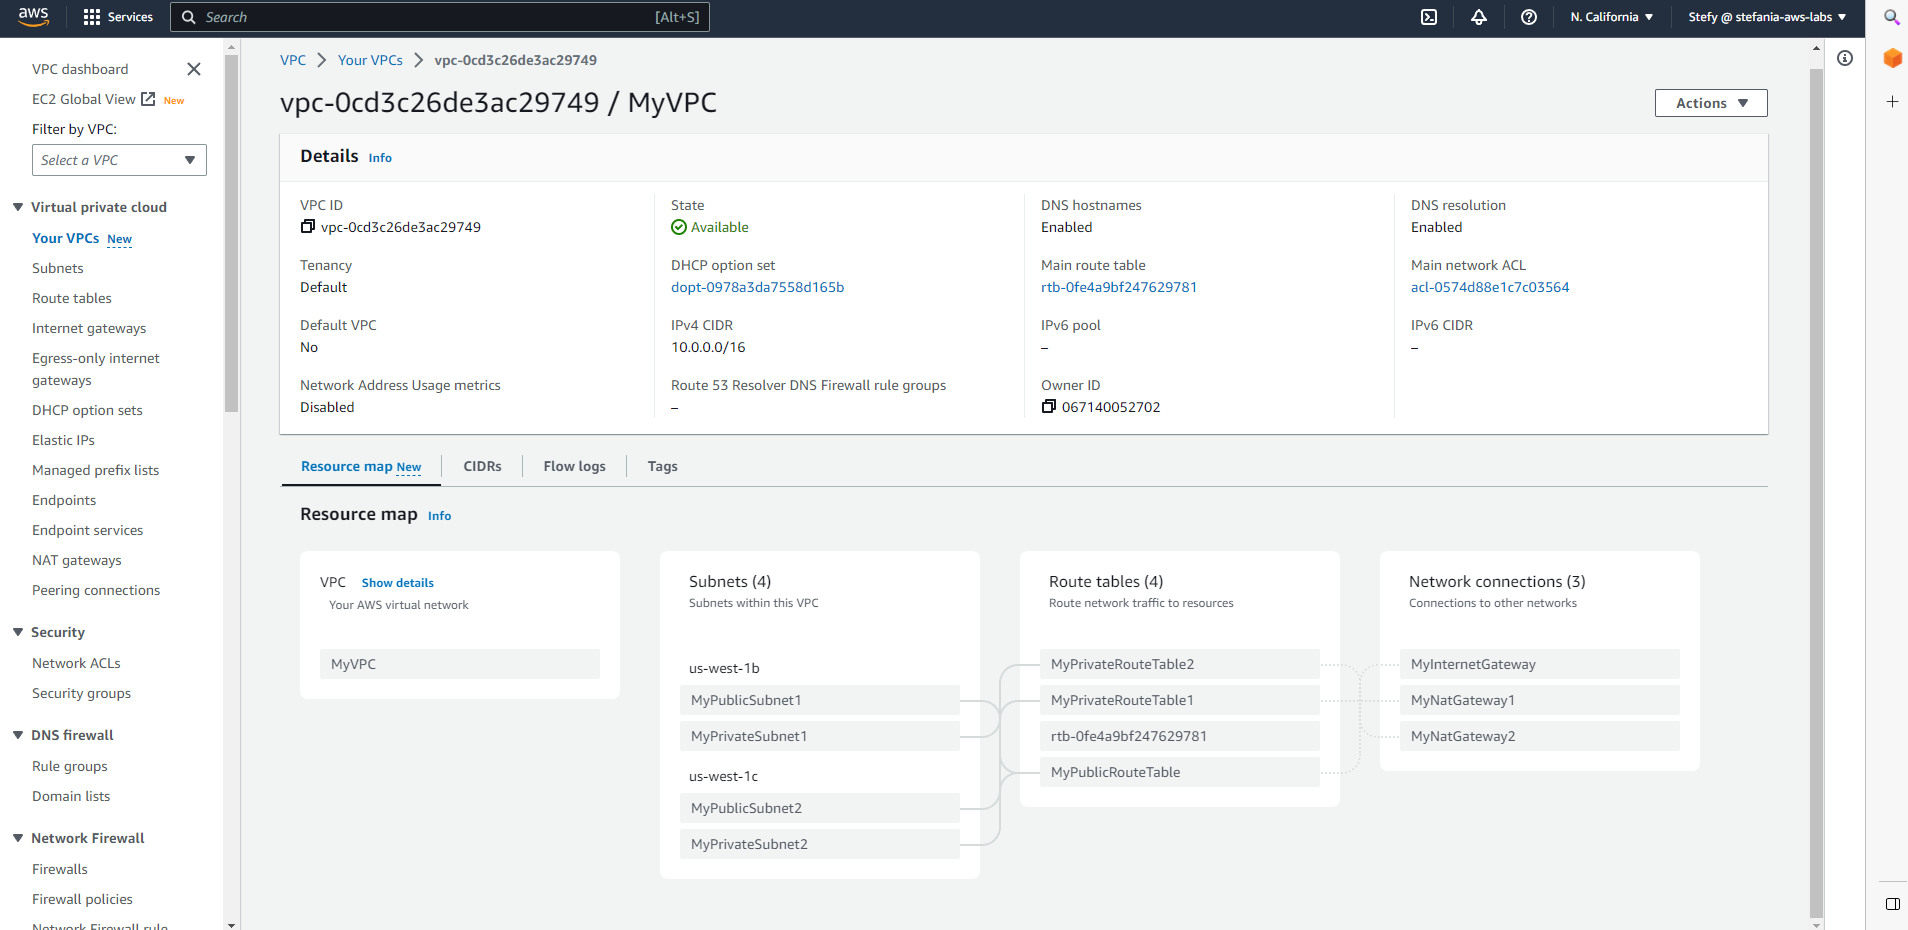 aws
Services
Search
[Alt+S]
N. California
Stefy @ stefania-aws-labs
VPC dashboard
EC2 Global View New
Filter by VPC:
Select a VPC
Virtual private cloud
Your VPCs New
Subnets
Route tables
Internet gateways
Egress-only internet
gateways
DHCP option sets
Elastic IPs
Managed prefix lists
Endpoints
Endpoint services
NAT gateways
Peering connections
Security
Network ACLs
Security groups
DNS firewall
Rule groups
Domain lists
Network Firewall
Firewalls
Firewall policies
Network Firewall rule
VPC
Your VPCs
vpc-0cd3c26de3ac29749
vpc-0cd3c26de3ac29749 / MyVPC
Actions
Details Info
VPC ID
vpc-0cd3c26de3ac29749
State
Available
DNS hostnames
Enabled
DNS resolution
Enabled
Tenancy
Default
DHCP option set
dopt-0978a3da7558d165b
Main route table
rtb-0fe4a9bf247629781
Main network ACL
acl-0574d88e1c7c03564
Default VPC
No
IPv4 CIDR
10.0.0.0/16
IPv6 pool
–
IPv6 CIDR
–
Network Address Usage metrics
Disabled
Route 53 Resolver DNS Firewall rule groups
–
Owner ID
067140052702
Resource map New
CIDRs
Flow logs
Tags
Resource map Info
VPC Show details
Your AWS virtual network
MyVPC
Subnets (4)
Subnets within this VPC
us-west-1b
MyPublicSubnet1
MyPrivateSubnet1
us-west-1c
MyPublicSubnet2
MyPrivateSubnet2
Route tables (4)
Route network traffic to resources
MyPrivateRouteTable2
MyPrivateRouteTable1
rtb-0fe4a9bf247629781
MyPublicRouteTable
Network connections (3)
Connections to other networks
MyInternetGateway
MyNatGateway1
MyNatGateway2